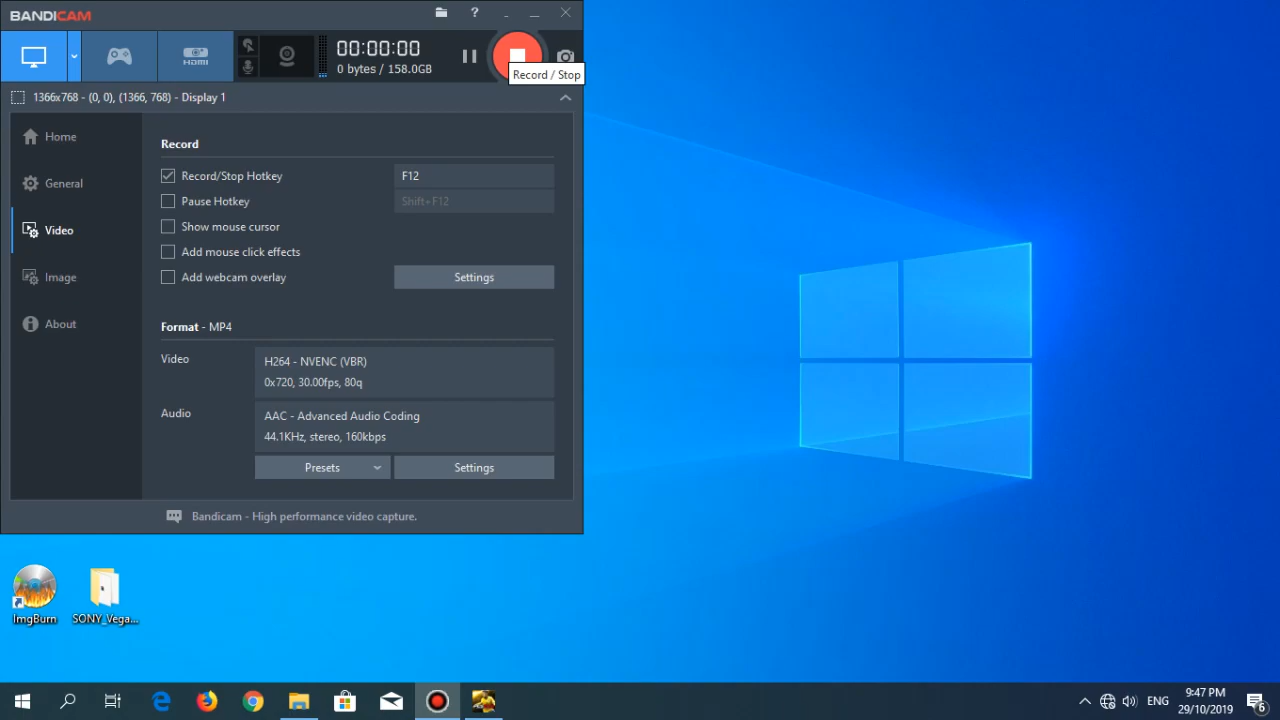 BANDICAM
?
HDMI
00:00:00
0 bytes / 158.0GB
Record / Stop
1366x768 - (0, 0), (1366, 768) - Display 1
Home
General
Video
Image
About
Record
Record/Stop Hotkey
F12
Pause Hotkey
Shift+F12
Show mouse cursor
Add mouse click effects
Add webcam overlay
Settings
Format - MP4
Video
H264 - NVENC (VBR)
0x720, 30.00fps, 80q
Audio
AAC - Advanced Audio Coding
44.1KHz, stereo, 160kbps
Presets
Settings
Bandicam - High performance video capture.
ImgBurn
SONY_Vega...
ENG
9:47 PM
29/10/2019
6